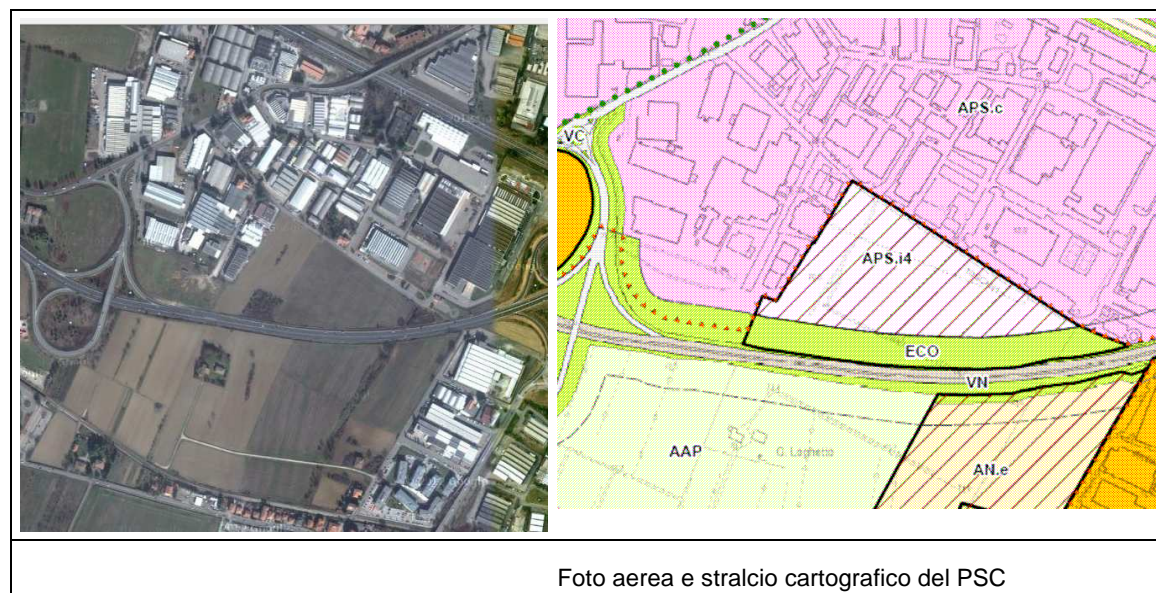 APS.c
VC
APS.i4
ECO
VN
AAP
AN.e
Foto aerea e stralcio cartografico del PSC